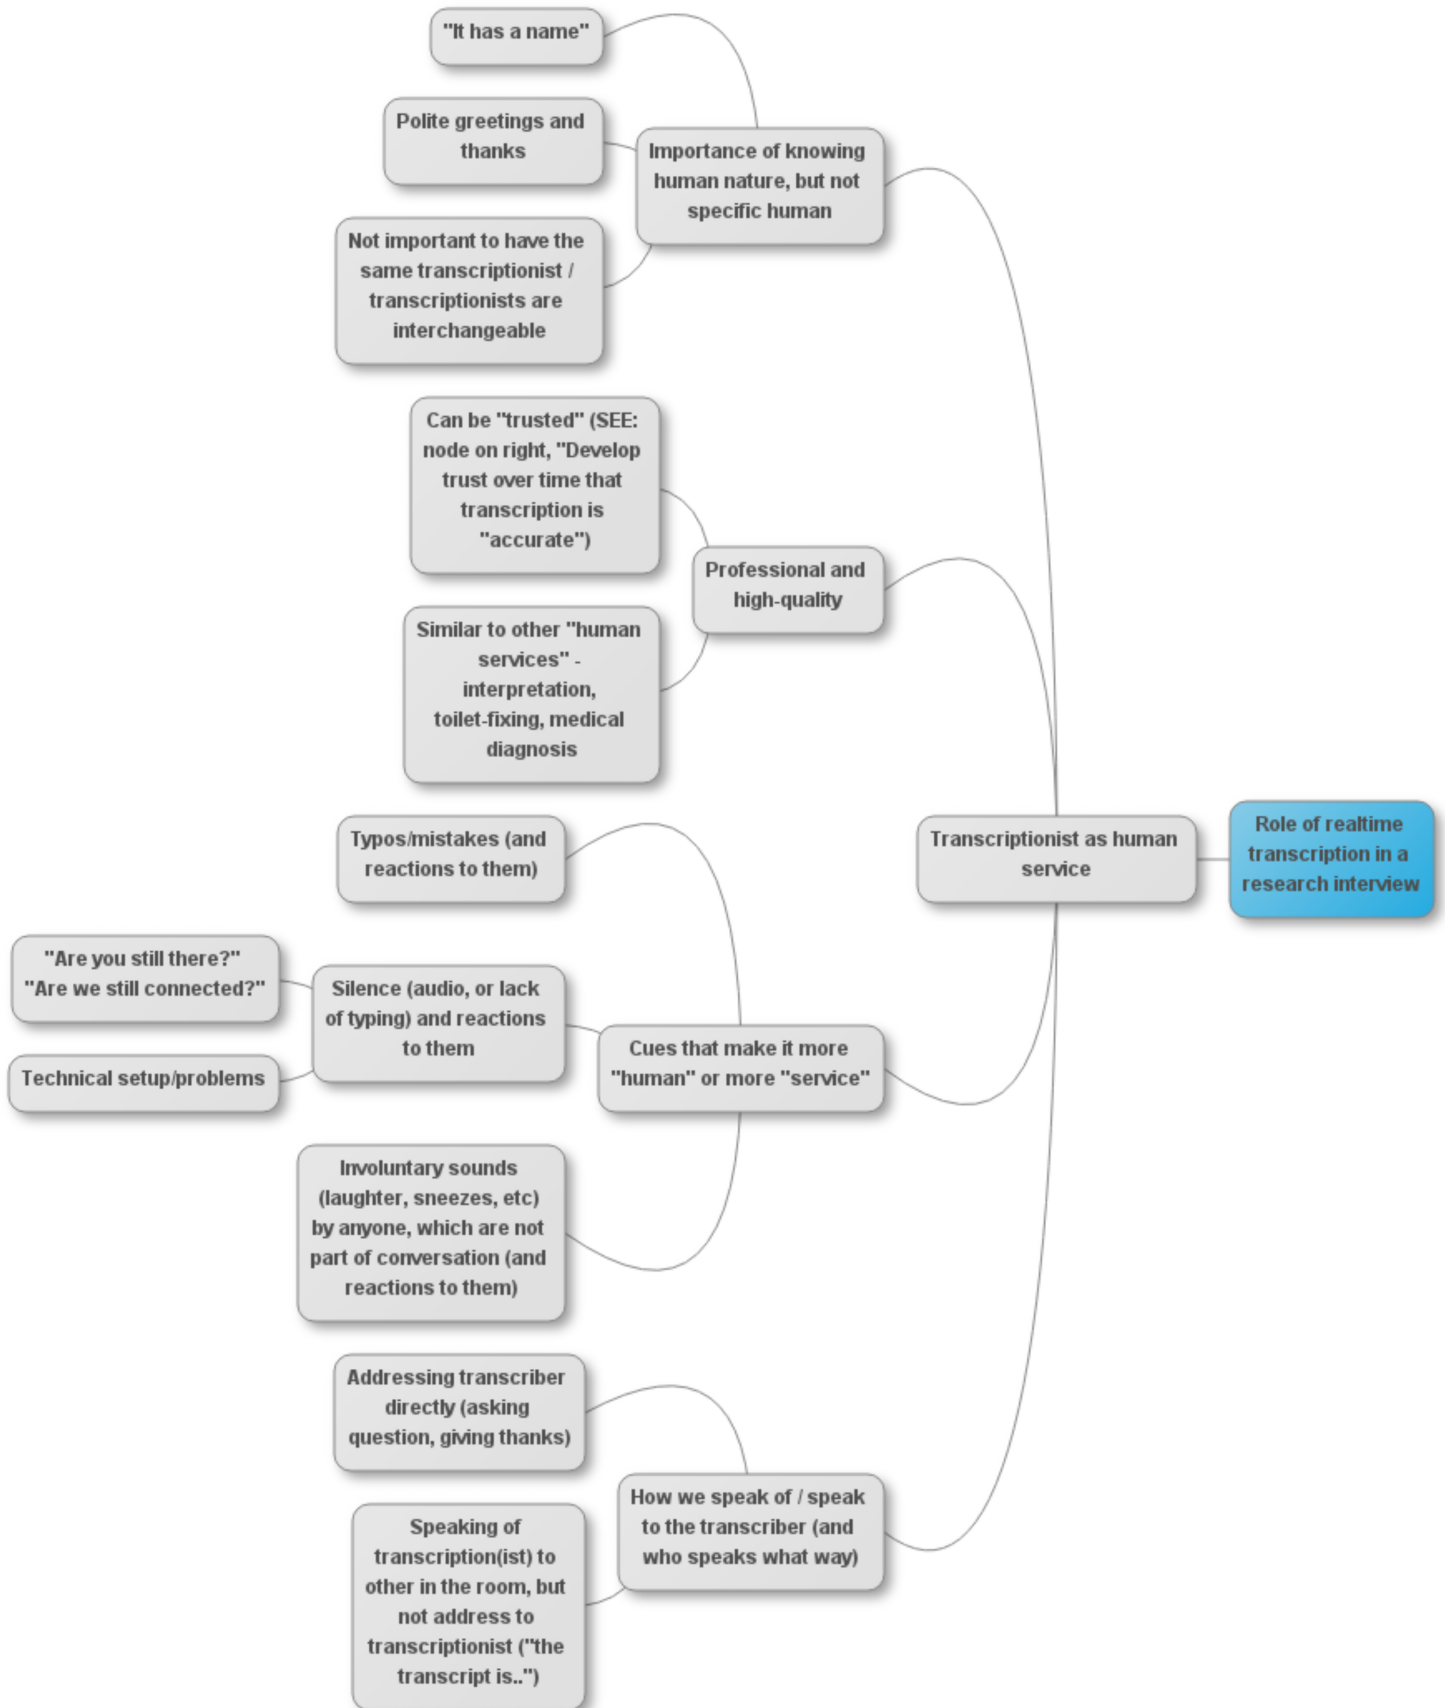 "It has a name"
Polite greetings and
thanks
Importance of knowing
human nature, but not
specific human
Not important to have the
same transcriptionist /
transcriptionists are
interchangeable
Can be "trusted" (SEE:
node on right, "Develop
trust over time that
transcription is
"accurate")
Professional and
high-quality
Similar to other "human
services" -
interpretation,
toilet-fixing, medical
diagnosis
Typos/mistakes (and
reactions to them)
Transcriptionist as human
service
Role of realtime
transcription in a
research interview
"Are you still there?"
"Are we still connected?"
Silence (audio, or lack
of typing) and reactions
to them
Technical setup/problems
Cues that make it more
"human" or more "service"
Involuntary sounds
(laughter, sneezes, etc)
by anyone, which are not
part of conversation (and
reactions to them)
Addressing transcriber
directly (asking
question, giving thanks)
How we speak of / speak
to the transcriber (and
who speaks what way)
Speaking of
transcription(ist) to
other in the room, but
not address to
transcriptionist ("the
transcript is..")